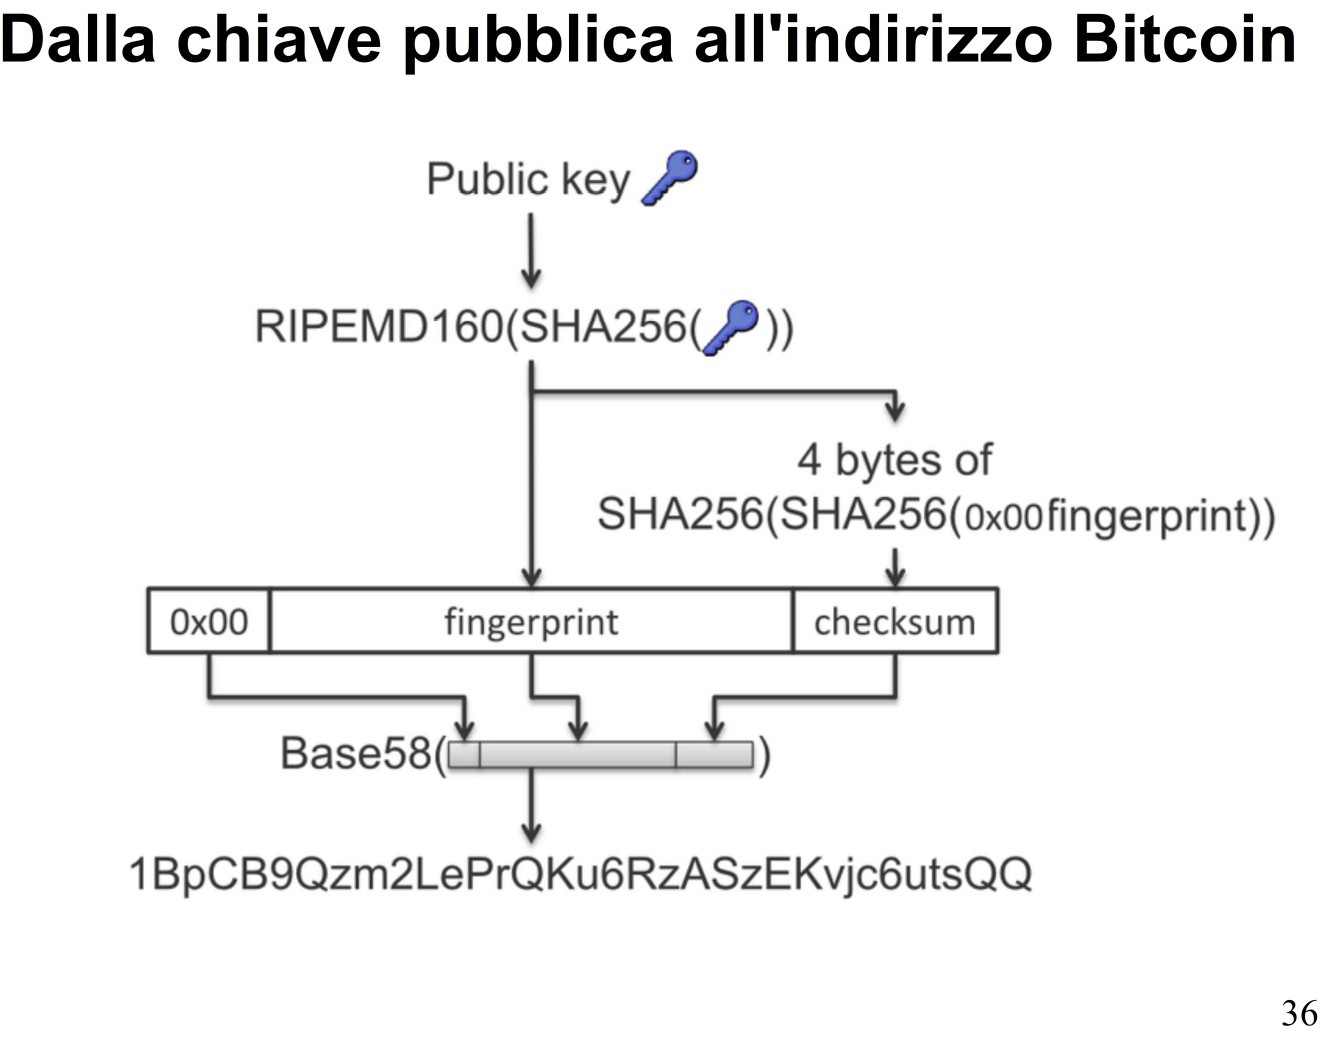 Dalla chiave pubblica all'indirizzo Bitcoin
Public key
RIPEMD160(SHA256( ))
4 bytes of
SHA256(SHA256(0x00fingerprint))
0x00 fingerprint checksum
Base58( )
1BpCB9Qzm2LePrQKu6RzASzEKvjc6utsQQ
36